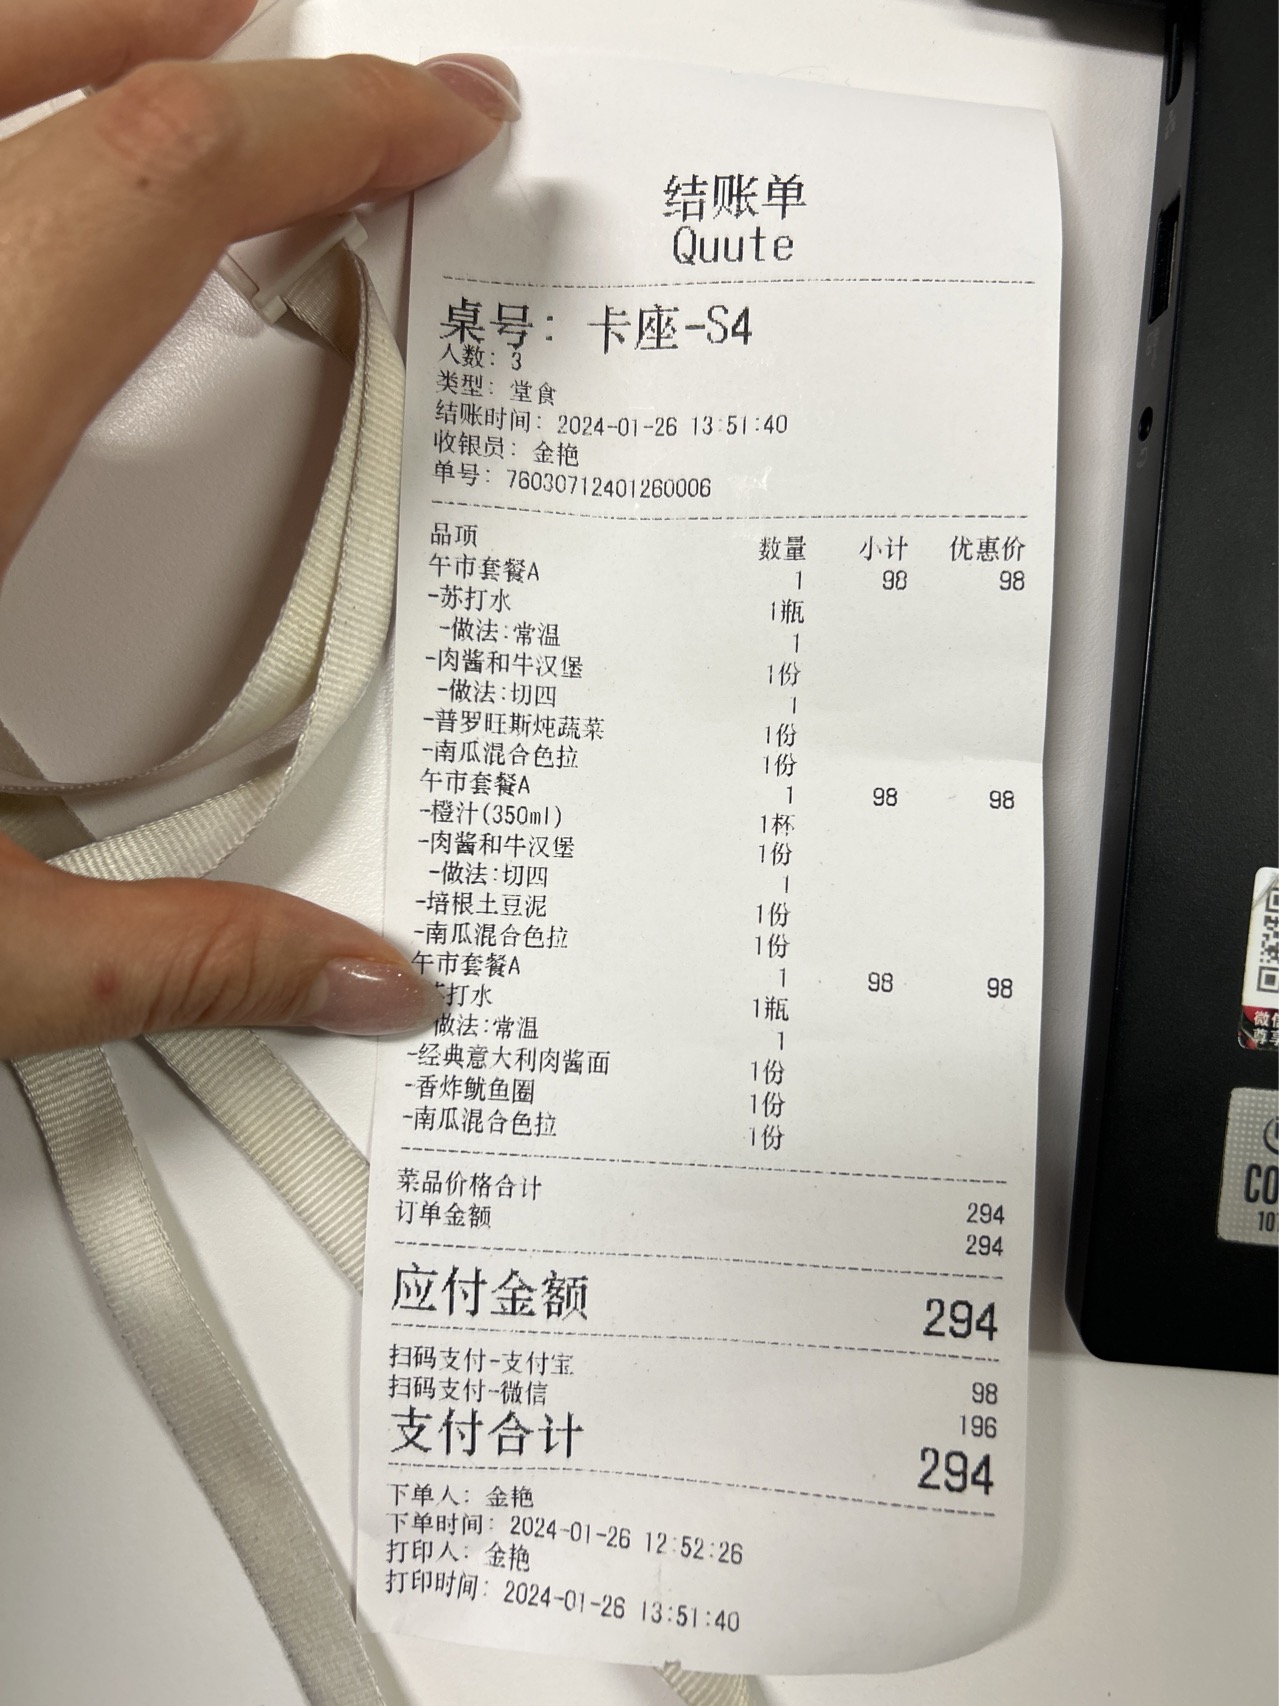 结账单
Quute
桌号: 卡座-S4
人数: 3
类型: 堂食
结账时间: 2024-01-26 13:51:40
收银员: 金艳
单号: 76030712401260006
品项 数量 小计 优惠价
午市套餐A 1 98 98
-苏打水 1瓶
-做法:常温 1
-肉酱和牛汉堡 1份
-做法:切四 1
-普罗旺斯炖蔬菜 1份
-南瓜混合色拉 1份
午市套餐A 1 98 98
-橙汁(350ml) 1杯
-肉酱和牛汉堡 1份
-做法:切四 1
-培根土豆泥 1份
-南瓜混合色拉 1份
午市套餐A 1 98 98
打水 1瓶
做法:常温 1
-经典意大利肉酱面 1份
-香炸鱿鱼圈 1份
-南瓜混合色拉 1份
菜品价格合计 294
订单金额 294
应付金额 294
扫码支付-支付宝 98
扫码支付-微信 196
支付合计 294
下单人: 金艳
下单时间: 2024-01-26 12:52:26
打印人: 金艳
打印时间: 2024-01-26 13:51:40
微信
尊享
CO
10